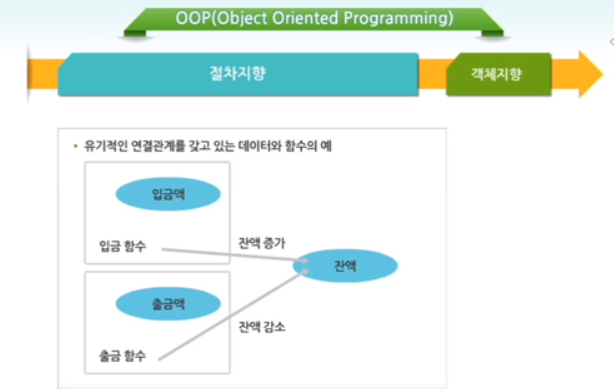 OOP(Object Oriented Programming)
절차지향
객체지향
• 유기적인 연결관계를 갖고 있는 데이터와 함수의 예
입금액
입금 함수
잔액 증가
잔액
출금액
잔액 감소
출금 함수